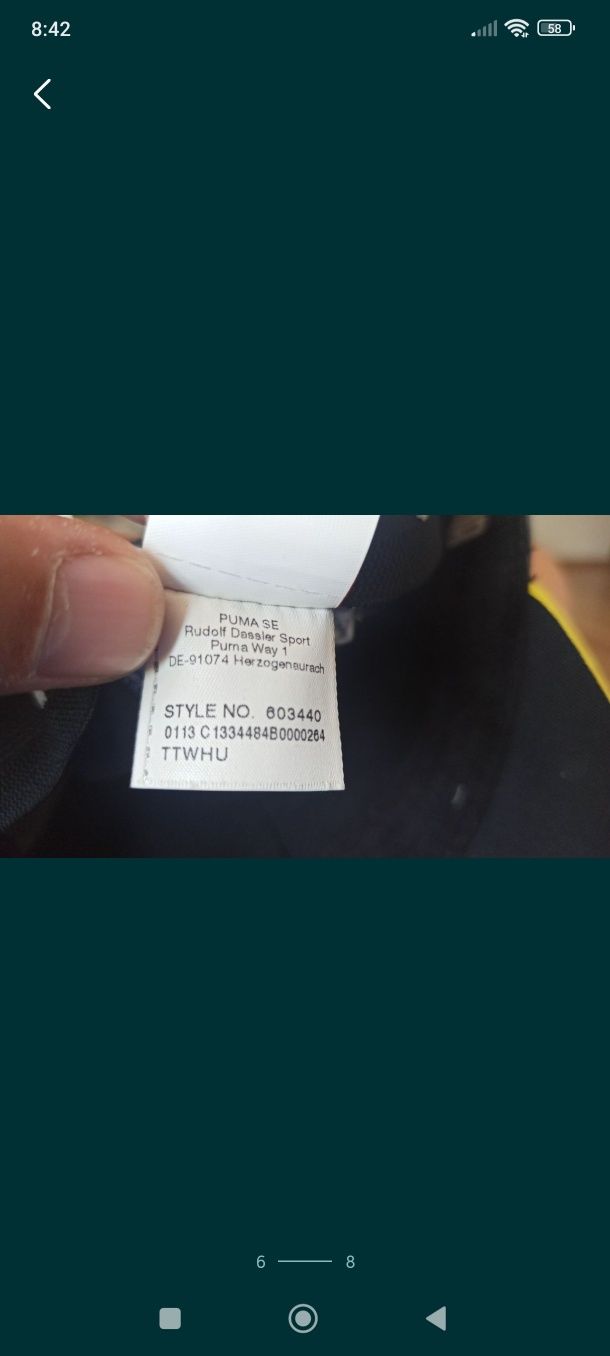 8:42
58
PUMA SE
Rudolf Dassler Sport
Puma Way 1
DE-91074 Herzogenaurach
STYLE NO. 603440
0113 C1334484B0000264
TTWHU
6
8